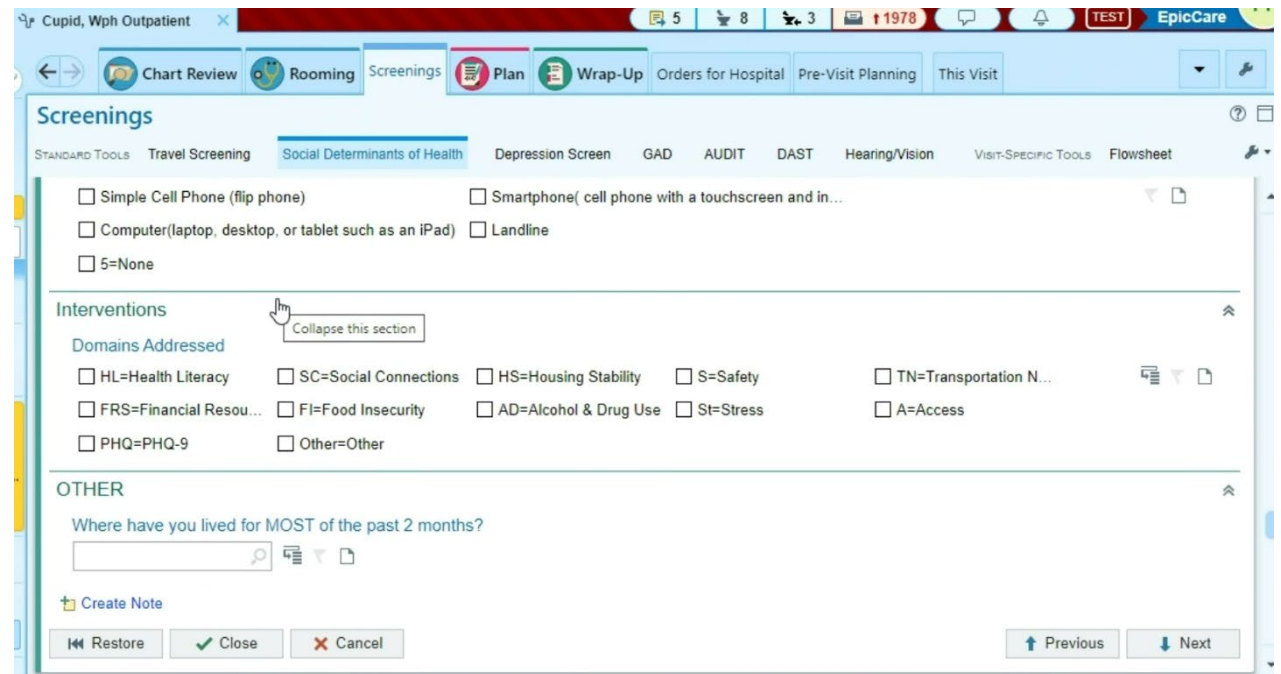 Cupid, Wph Outpatient
5 8 3 1978 TEST EpicCare
Chart Review Rooming Screenings Plan Wrap-Up Orders for Hospital Pre-Visit Planning This Visit
Screenings
STANDARD TOOLS Travel Screening Social Determinants of Health Depression Screen GAD AUDIT DAST Hearing/Vision VISIT-SPECIFIC TOOLS Flowsheet
Simple Cell Phone (flip phone) Smartphone( cell phone with a touchscreen and in...
Computer(laptop, desktop, or tablet such as an iPad) Landline
5=None
Interventions
Collapse this section
Domains Addressed
HL=Health Literacy SC=Social Connections HS=Housing Stability S=Safety TN=Transportation N...
FRS=Financial Resou... FI=Food Insecurity AD=Alcohol & Drug Use St=Stress A=Access
PHQ=PHQ-9 Other=Other
OTHER
Where have you lived for MOST of the past 2 months?
Create Note
Restore Close Cancel Previous Next